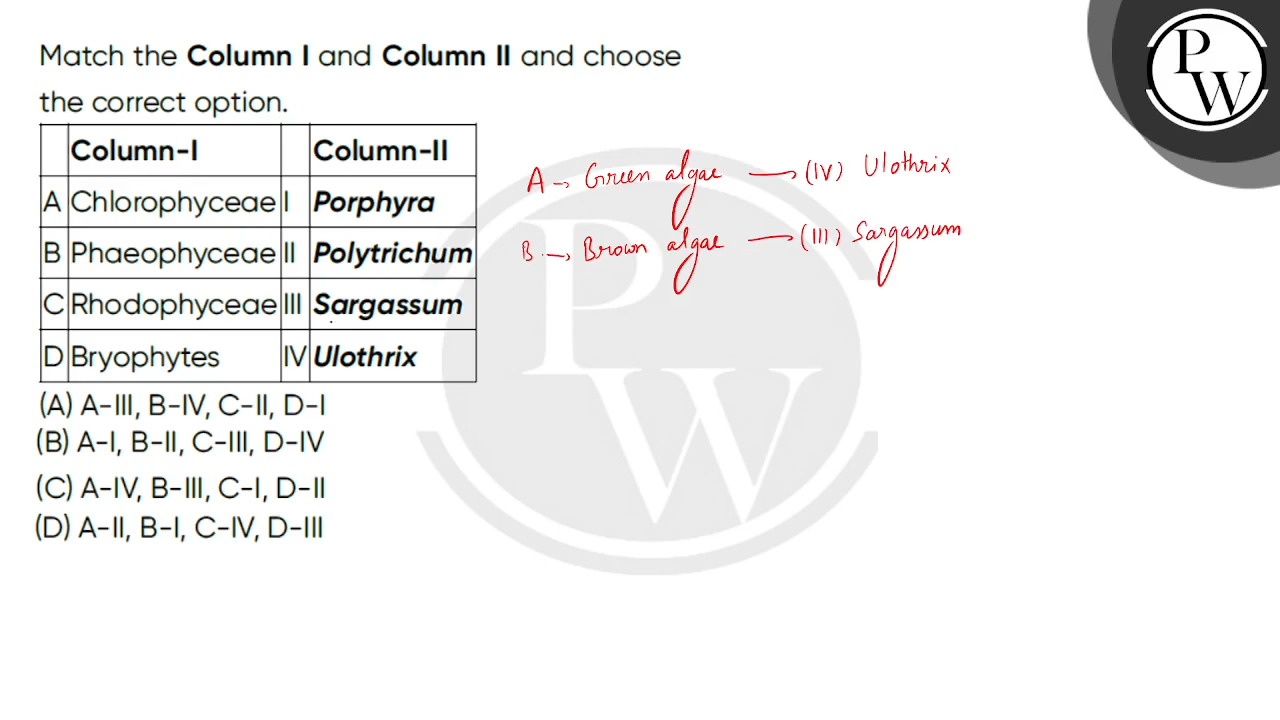 Match the Column I and Column II and choose
the correct option.
Column-I Column-II
A Chlorophyceae I Porphyra
B Phaeophyceae II Polytrichum
C Rhodophyceae III Sargassum
D Bryophytes IV Ulothrix
(A) A-III, B-IV, C-II, D-I
(B) A-I, B-II, C-III, D-IV
(C) A-IV, B-III, C-I, D-II
(D) A-II, B-I, C-IV, D-III
A → Green algae → (IV) Ulothrix
B → Brown algae → (III) Sargassum
P
W
P
W